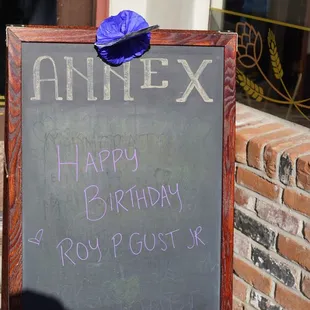 ANNEX
HAPPY
BIRTHDAY
ROY P GUST JR